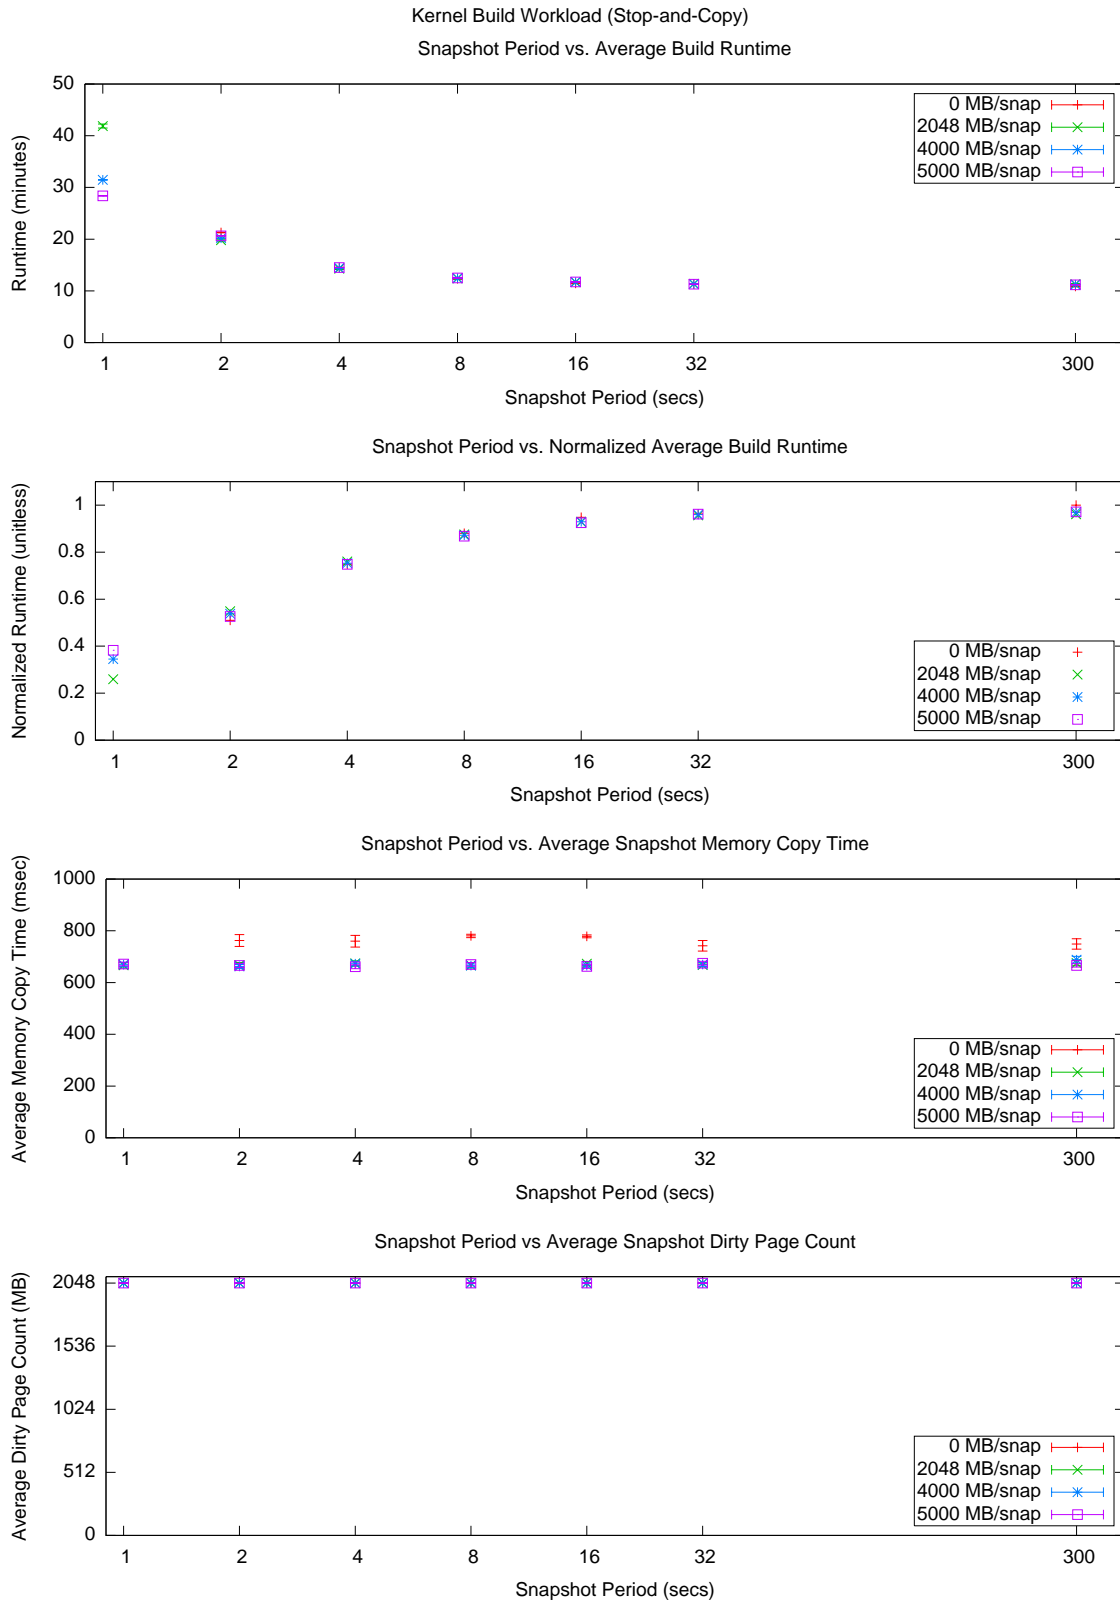 Kernel Build Workload (Stop-and-Copy)
Snapshot Period vs. Average Build Runtime
Runtime (minutes)
50
40
30
20
10
0
0 MB/snap
2048 MB/snap
4000 MB/snap
5000 MB/snap
1 2 4 8 16 32 300
Snapshot Period (secs)
Snapshot Period vs. Normalized Average Build Runtime
Normalized Runtime (unitless)
1
0.8
0.6
0.4
0.2
0
0 MB/snap
2048 MB/snap
4000 MB/snap
5000 MB/snap
1 2 4 8 16 32 300
Snapshot Period (secs)
Snapshot Period vs. Average Snapshot Memory Copy Time
Average Memory Copy Time (msec)
1000
800
600
400
200
0
0 MB/snap
2048 MB/snap
4000 MB/snap
5000 MB/snap
1 2 4 8 16 32 300
Snapshot Period (secs)
Snapshot Period vs Average Snapshot Dirty Page Count
Average Dirty Page Count (MB)
2048
1536
1024
512
0
0 MB/snap
2048 MB/snap
4000 MB/snap
5000 MB/snap
1 2 4 8 16 32 300
Snapshot Period (secs)